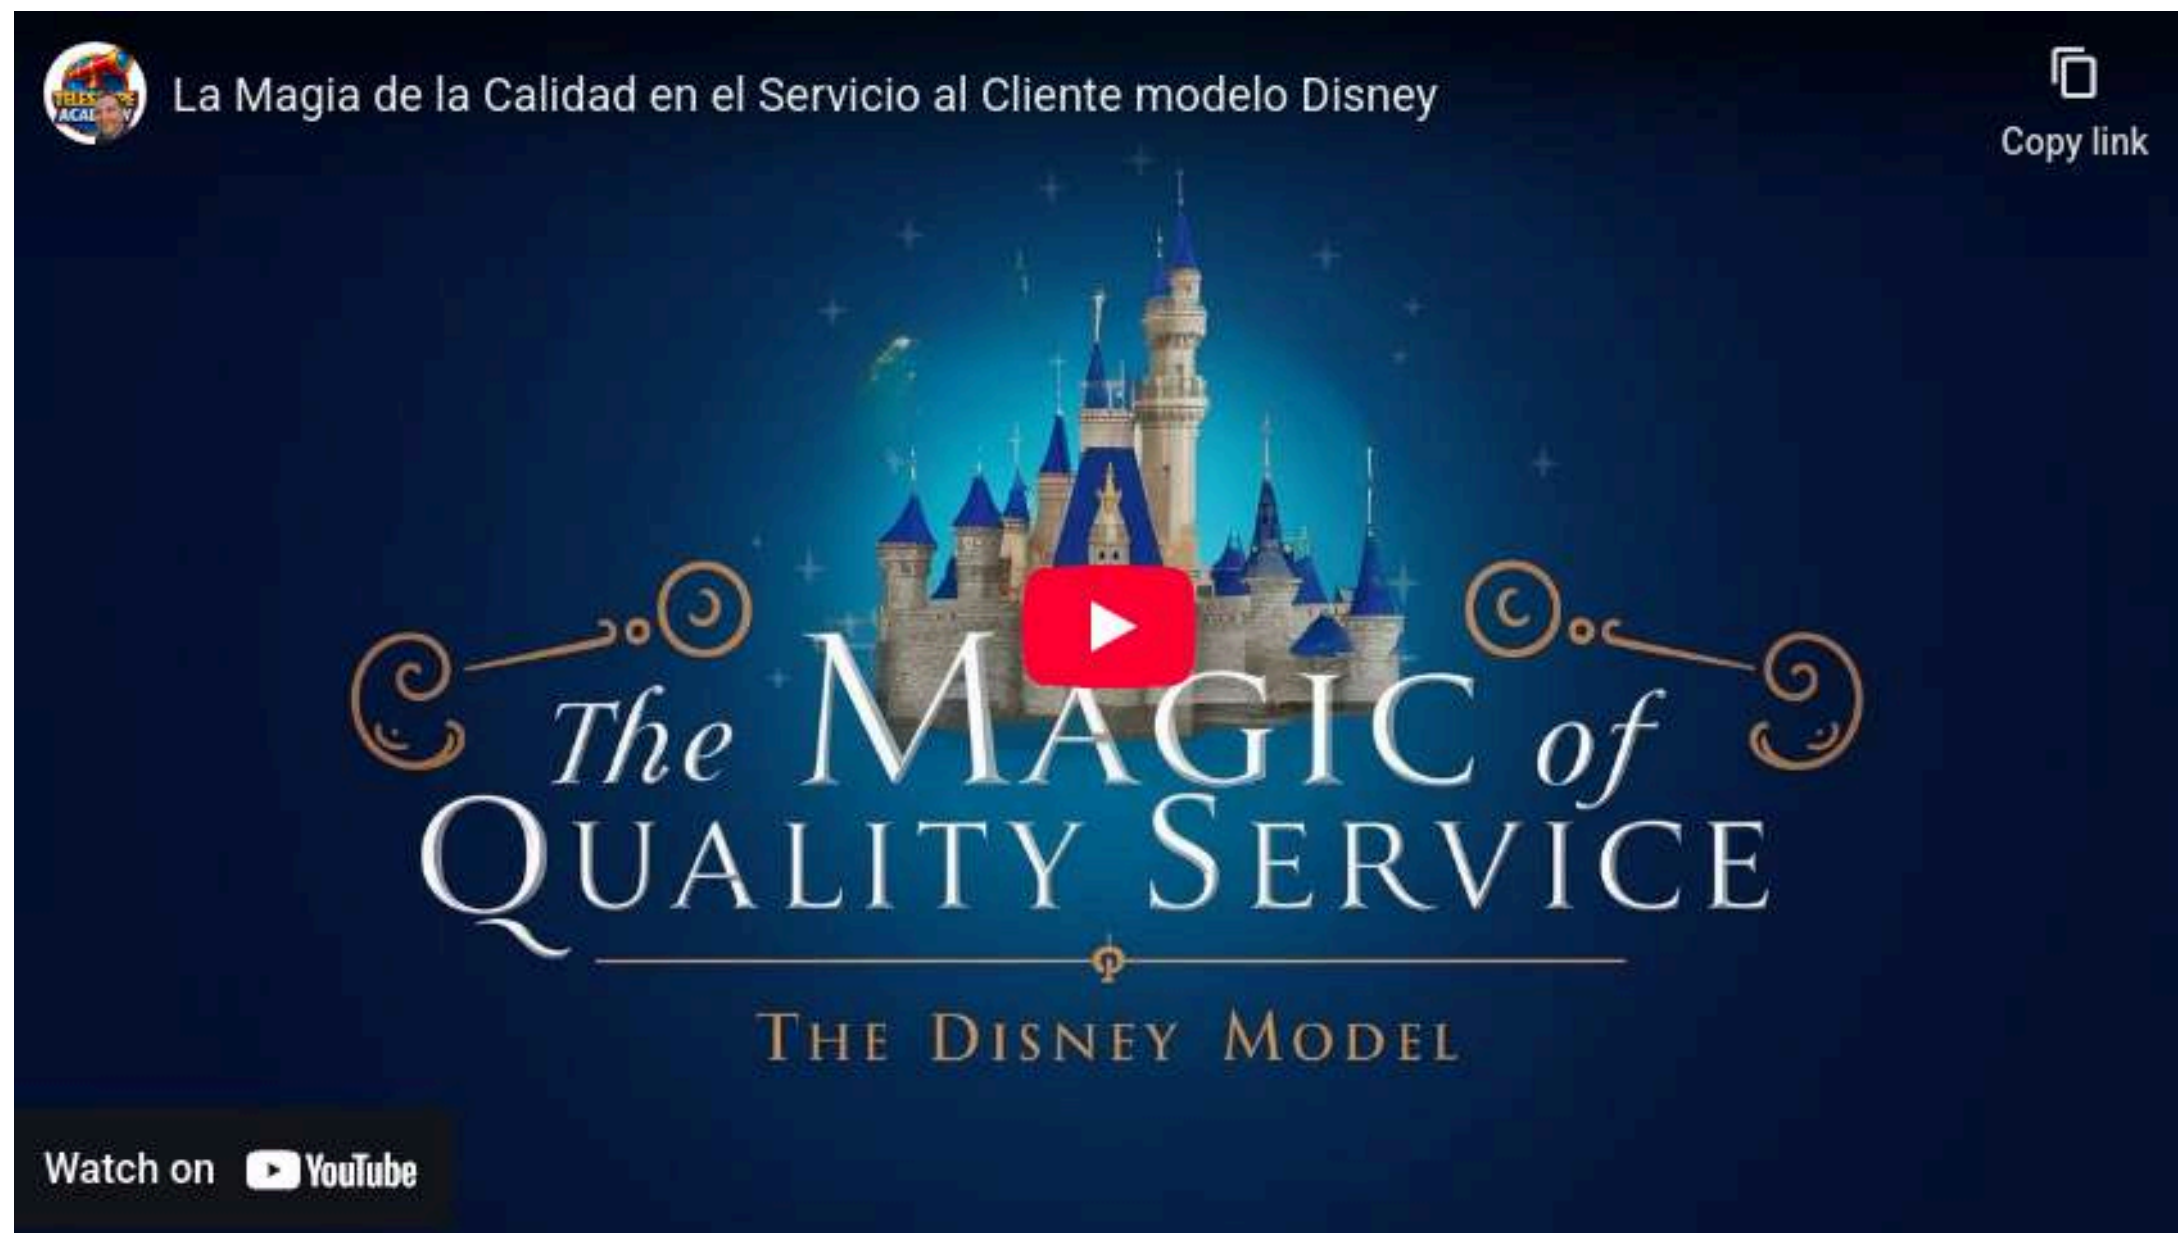 La Magia de la Calidad en el Servicio al Cliente modelo Disney
Copy link
The MAGIC of
QUALITY SERVICE
THE DISNEY MODEL
Watch on YouTube